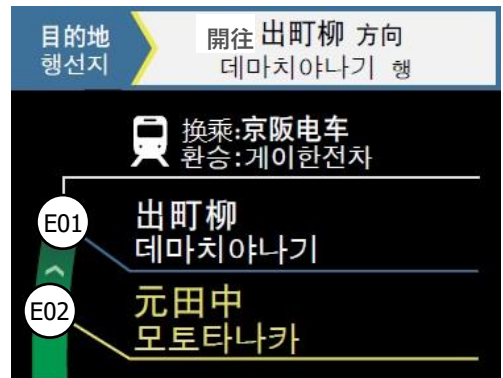 目的地
행선지
開往 出町柳 方向
데마치야나기 행
换乘:京阪电车
환승:게이한전차
E01
出町柳
데마치야나기
E02
元田中
모토타나카